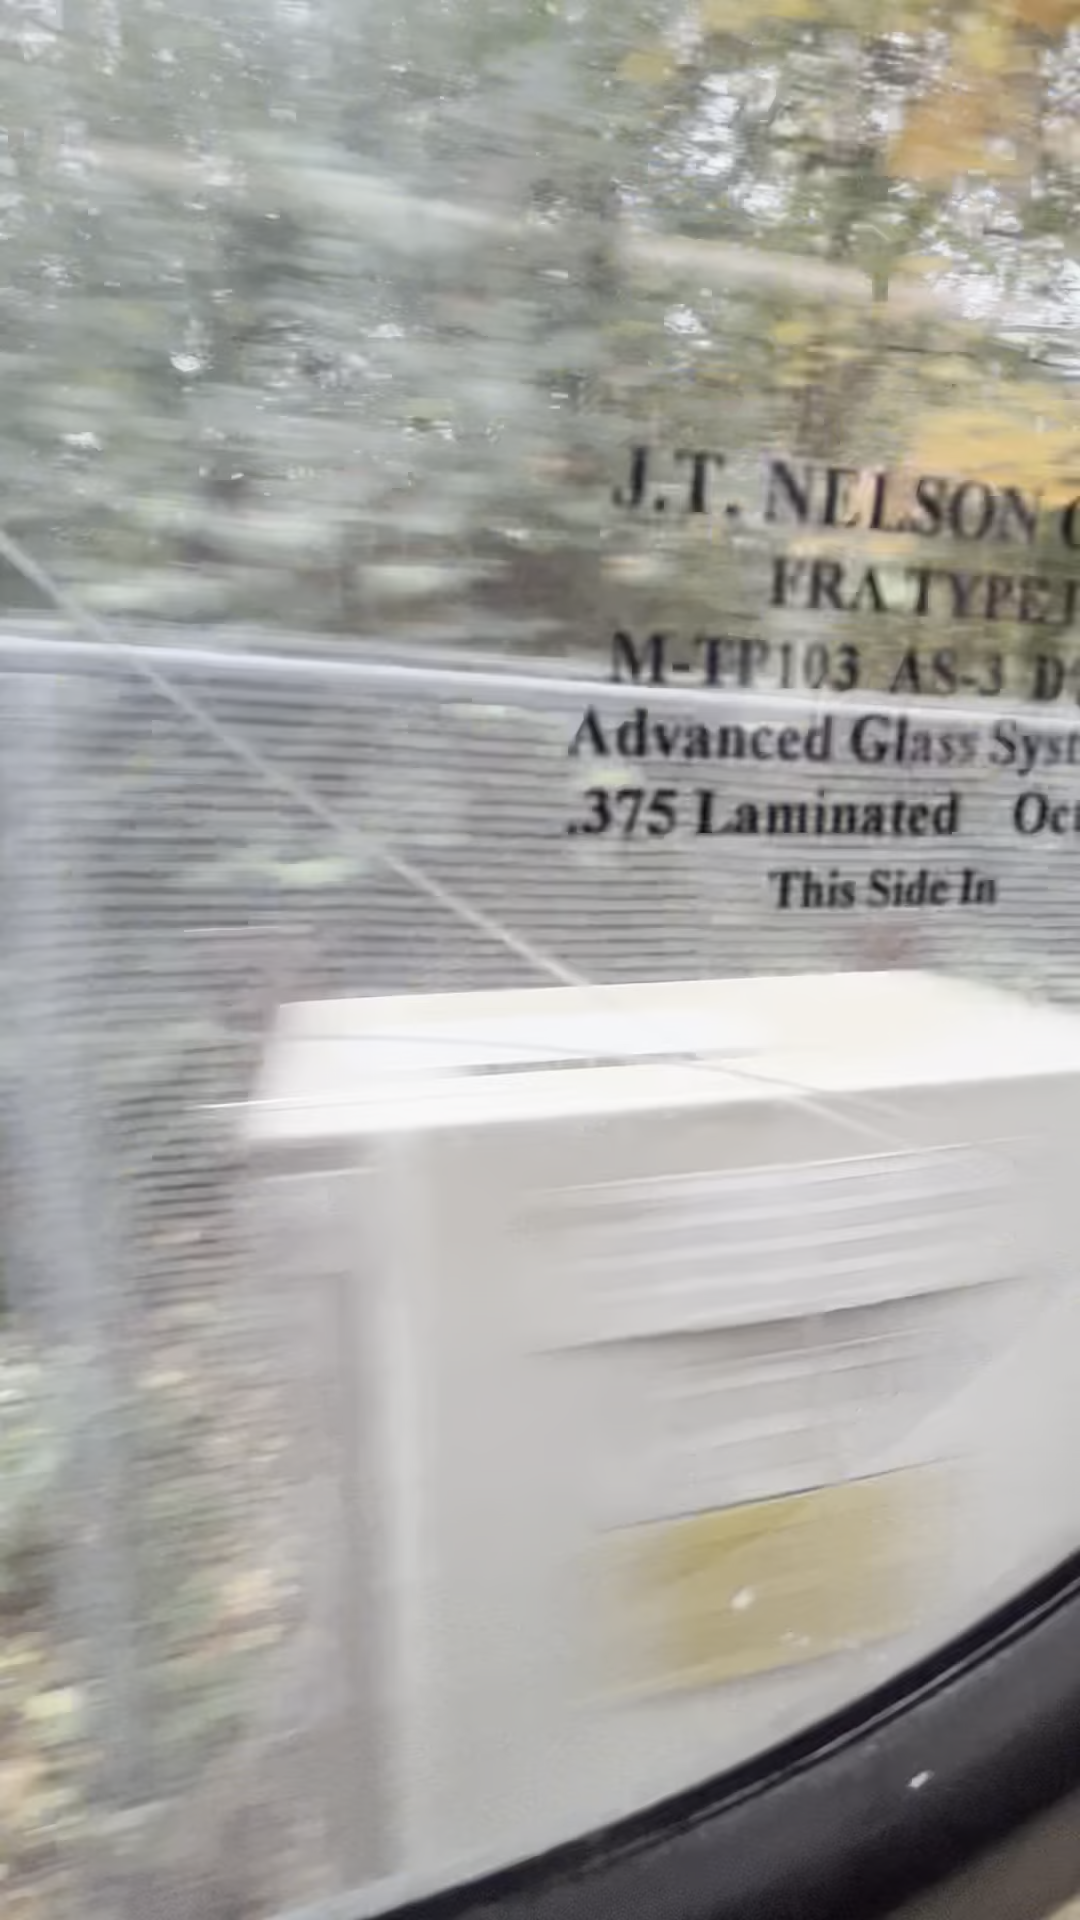 J.T. NELSON
FRA TYPE
M-TP103 AS-3
Advanced Glass
.375 Laminated
This Side In